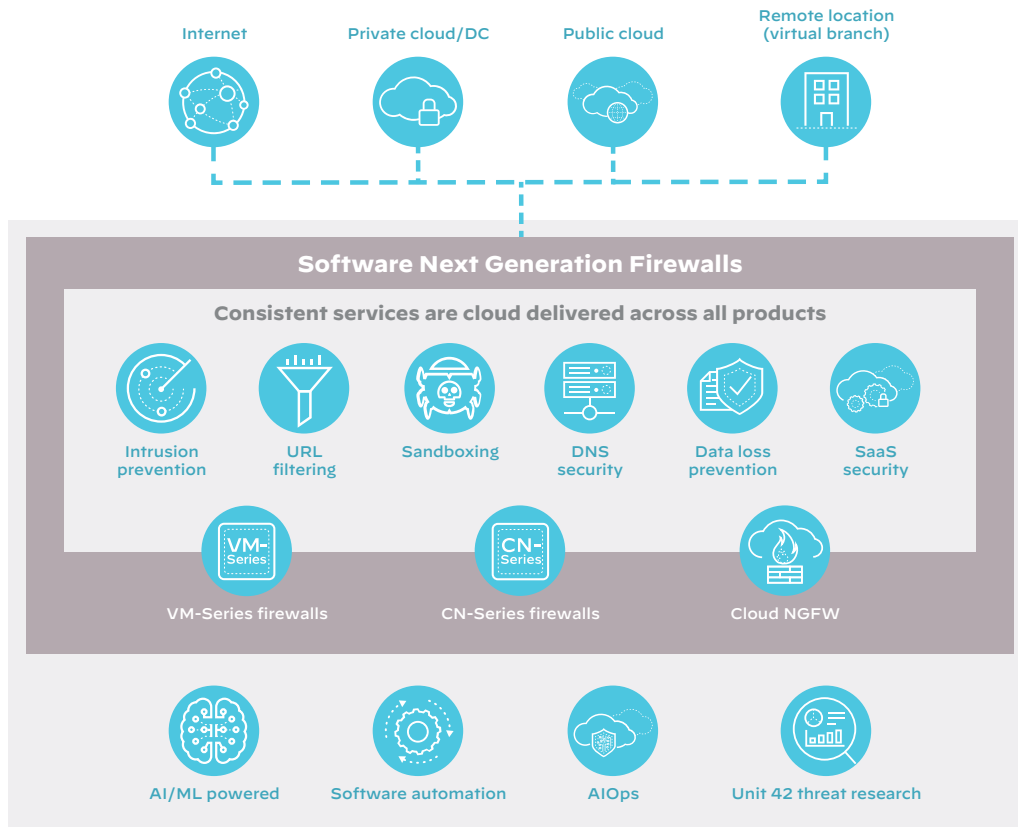 Internet
Private cloud/DC
Public cloud
Remote location
(virtual branch)
Software Next Generation Firewalls
Consistent services are cloud delivered across all products
Intrusion
prevention
URL
filtering
Sandboxing
DNS
security
Data loss
prevention
SaaS
security
VM-
Series
CN-
Series
VM-Series firewalls
CN-Series firewalls
Cloud NGFW
AI/ML powered
Software automation
AIOps
Unit 42 threat research